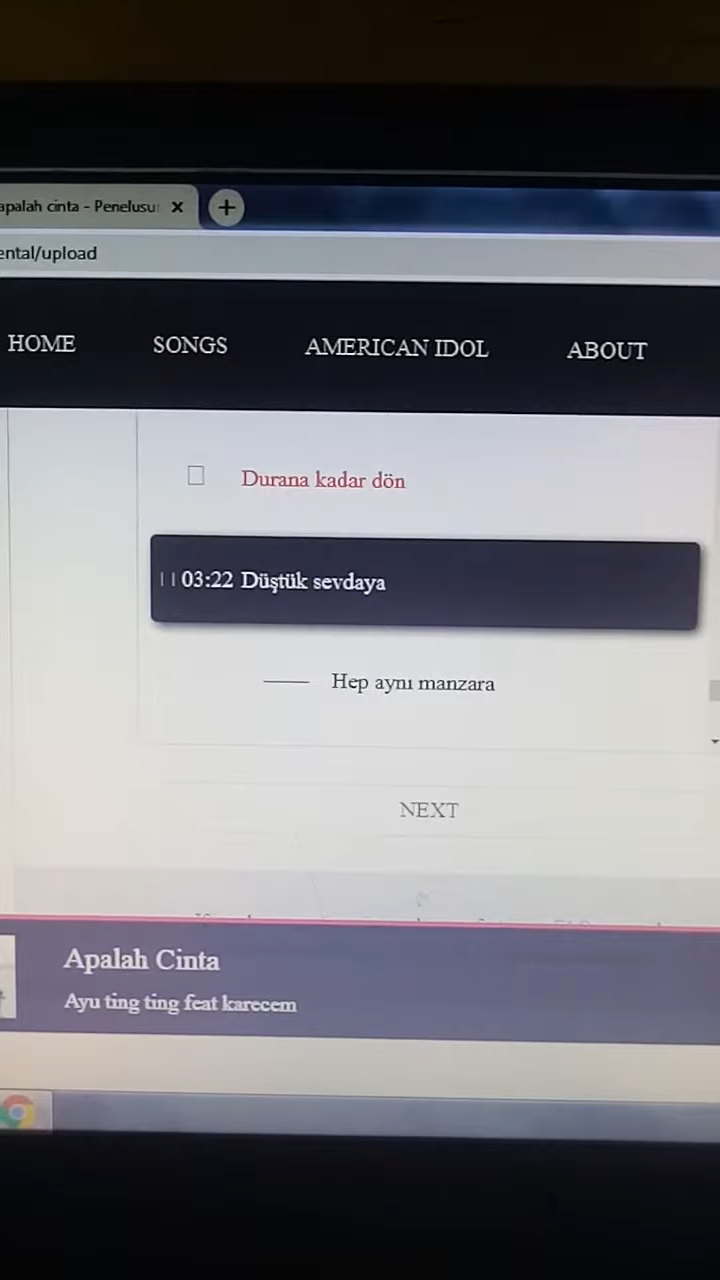 apalah cinta - Penelusu
ental/upload
HOME SONGS AMERICAN IDOL ABOUT
Durana kadar dön
03:22 Düştük sevdaya
Hep aynı manzara
NEXT
Apalah Cinta
Ayu ting ting feat karecem